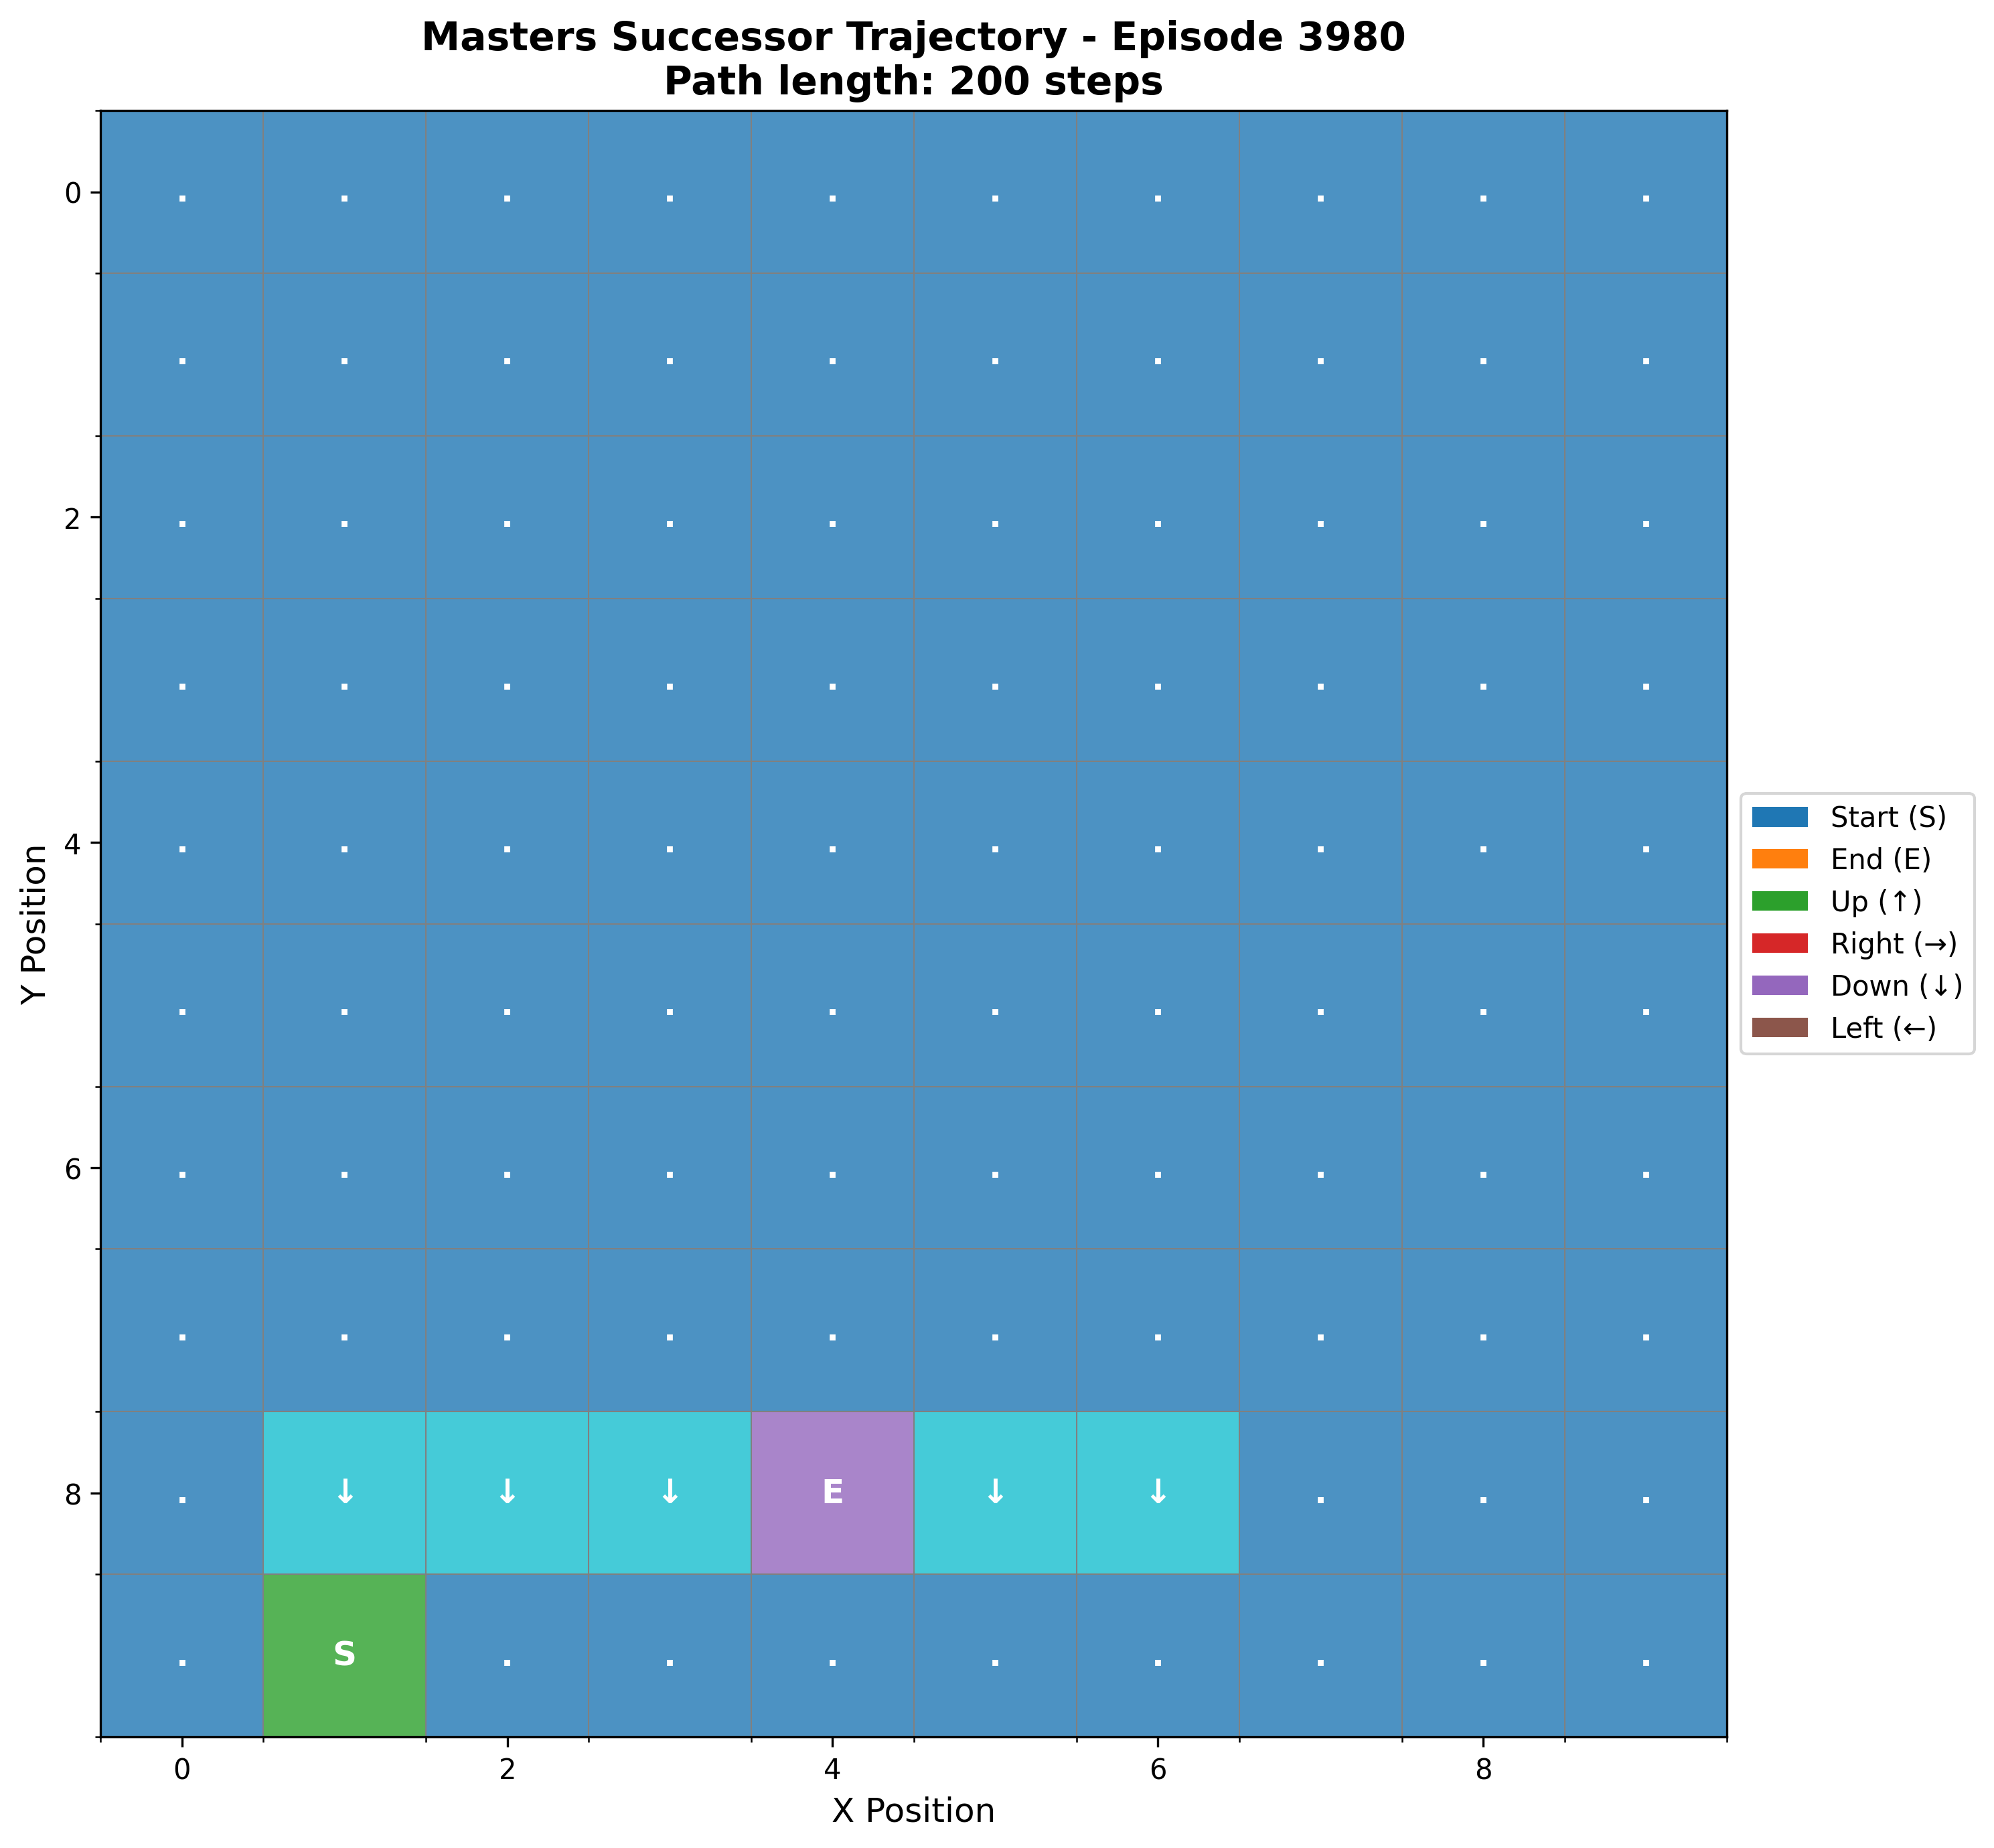 Masters Successor Trajectory - Episode 3980
Path length: 200 steps
0
. . . . . . . . . .
. . . . . . . . . .
2
. . . . . . . . . .
. . . . . . . . . .
4
. . . . . . . . . .
. . . . . . . . . .
6
. . . . . . . . . .
. . . . . . . . . .
8
. ↓ ↓ ↓ E ↓ ↓ . . .
. S . . . . . . . .
0 2 4 6 8
X Position
Y Position
Start (S)
End (E)
Up (↑)
Right (→)
Down (↓)
Left (←)